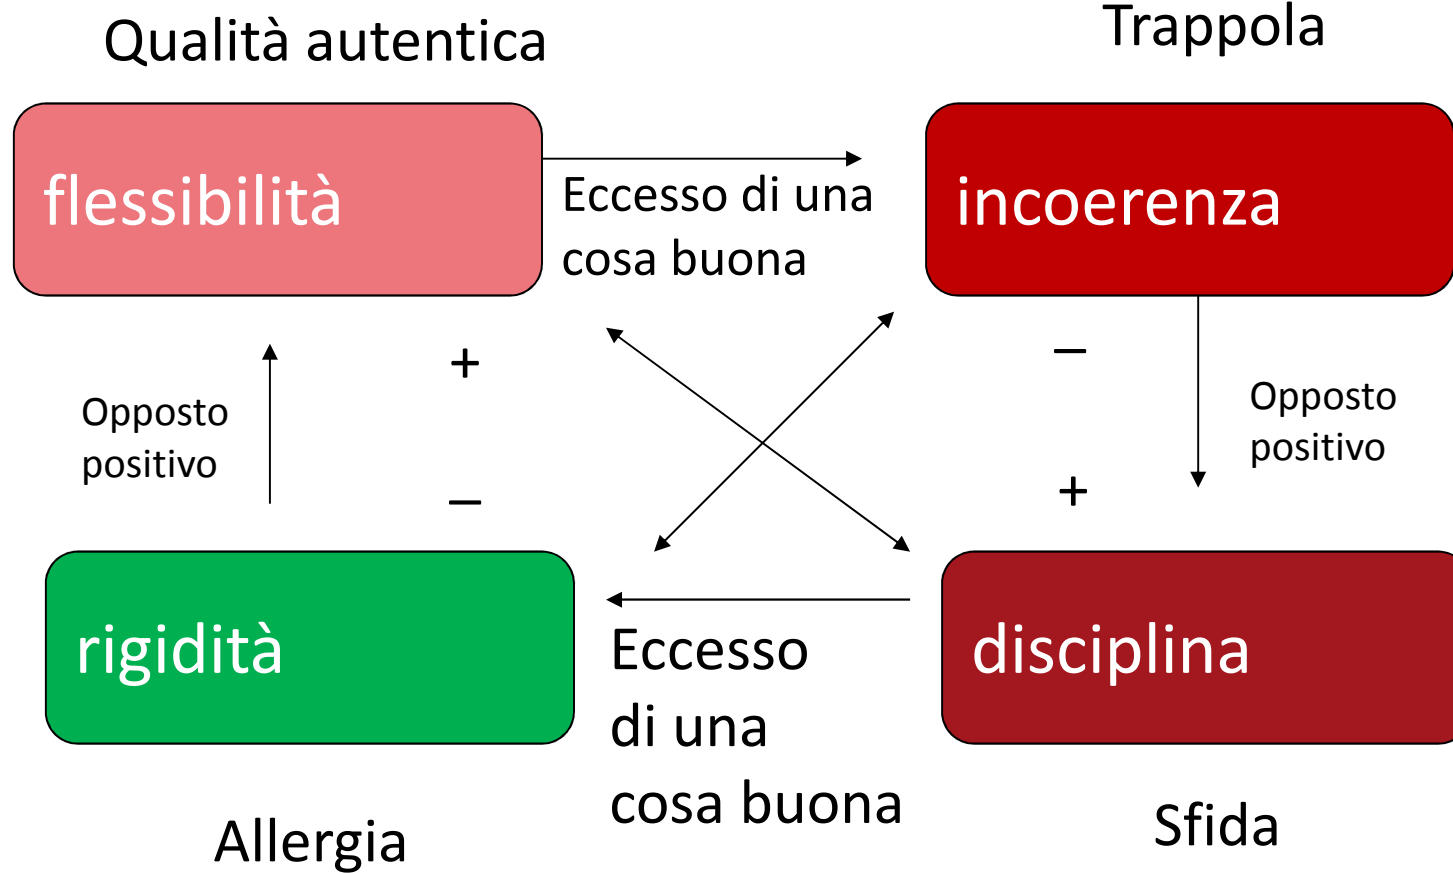 Qualità autentica
Trappola
flessibilità
Eccesso di una
cosa buona
incoerenza
+
–
Opposto
positivo
Opposto
positivo
–
+
rigidità
Eccesso
di una
cosa buona
disciplina
Allergia
Sfida